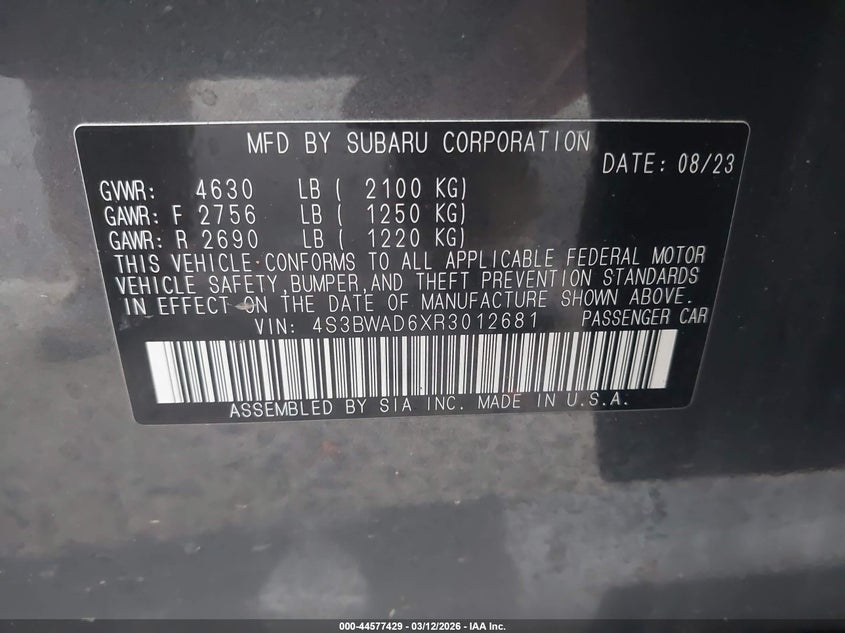 MFD BY SUBARU CORPORATION
DATE: 08/23
GVWR: 4630 LB ( 2100 KG)
GAWR: F 2756 LB ( 1250 KG)
GAWR: R 2690 LB ( 1220 KG)
THIS VEHICLE CONFORMS TO ALL APPLICABLE FEDERAL MOTOR
VEHICLE SAFETY, BUMPER, AND THEFT PREVENTION STANDARDS
IN EFFECT ON THE DATE OF MANUFACTURE SHOWN ABOVE.
VIN: 4S3BWAD6XR3012681 PASSENGER CAR
ASSEMBLED BY SIA INC. MADE IN U.S.A.
000-44577429 - 03/12/2026 - IAA Inc.